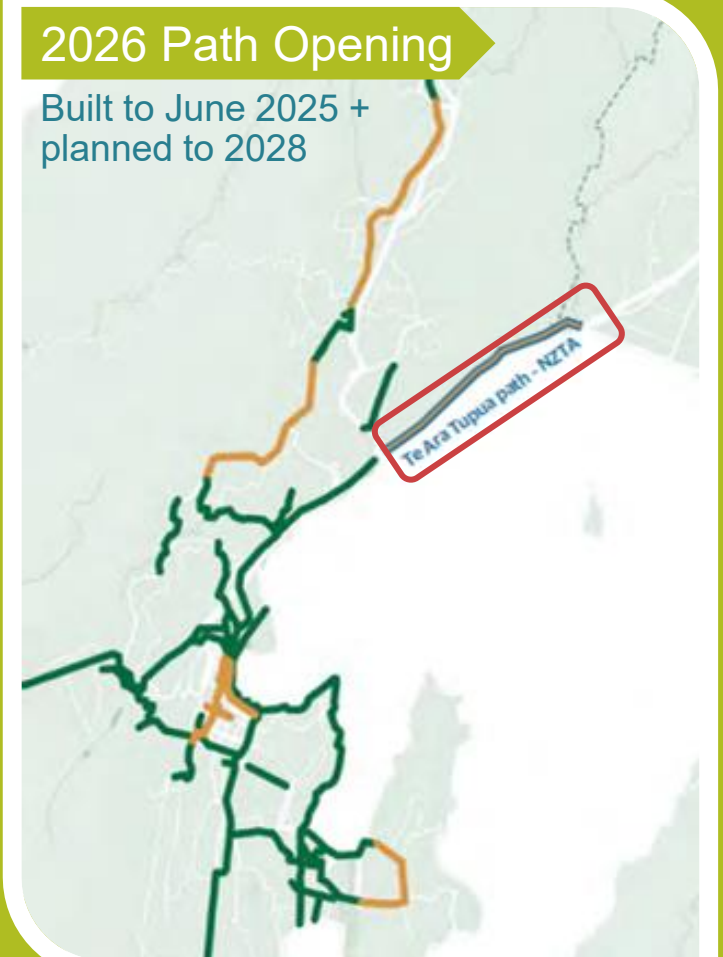 2026 Path Opening
Built to June 2025 +
planned to 2028
Te Ara Tupua path - NZTA